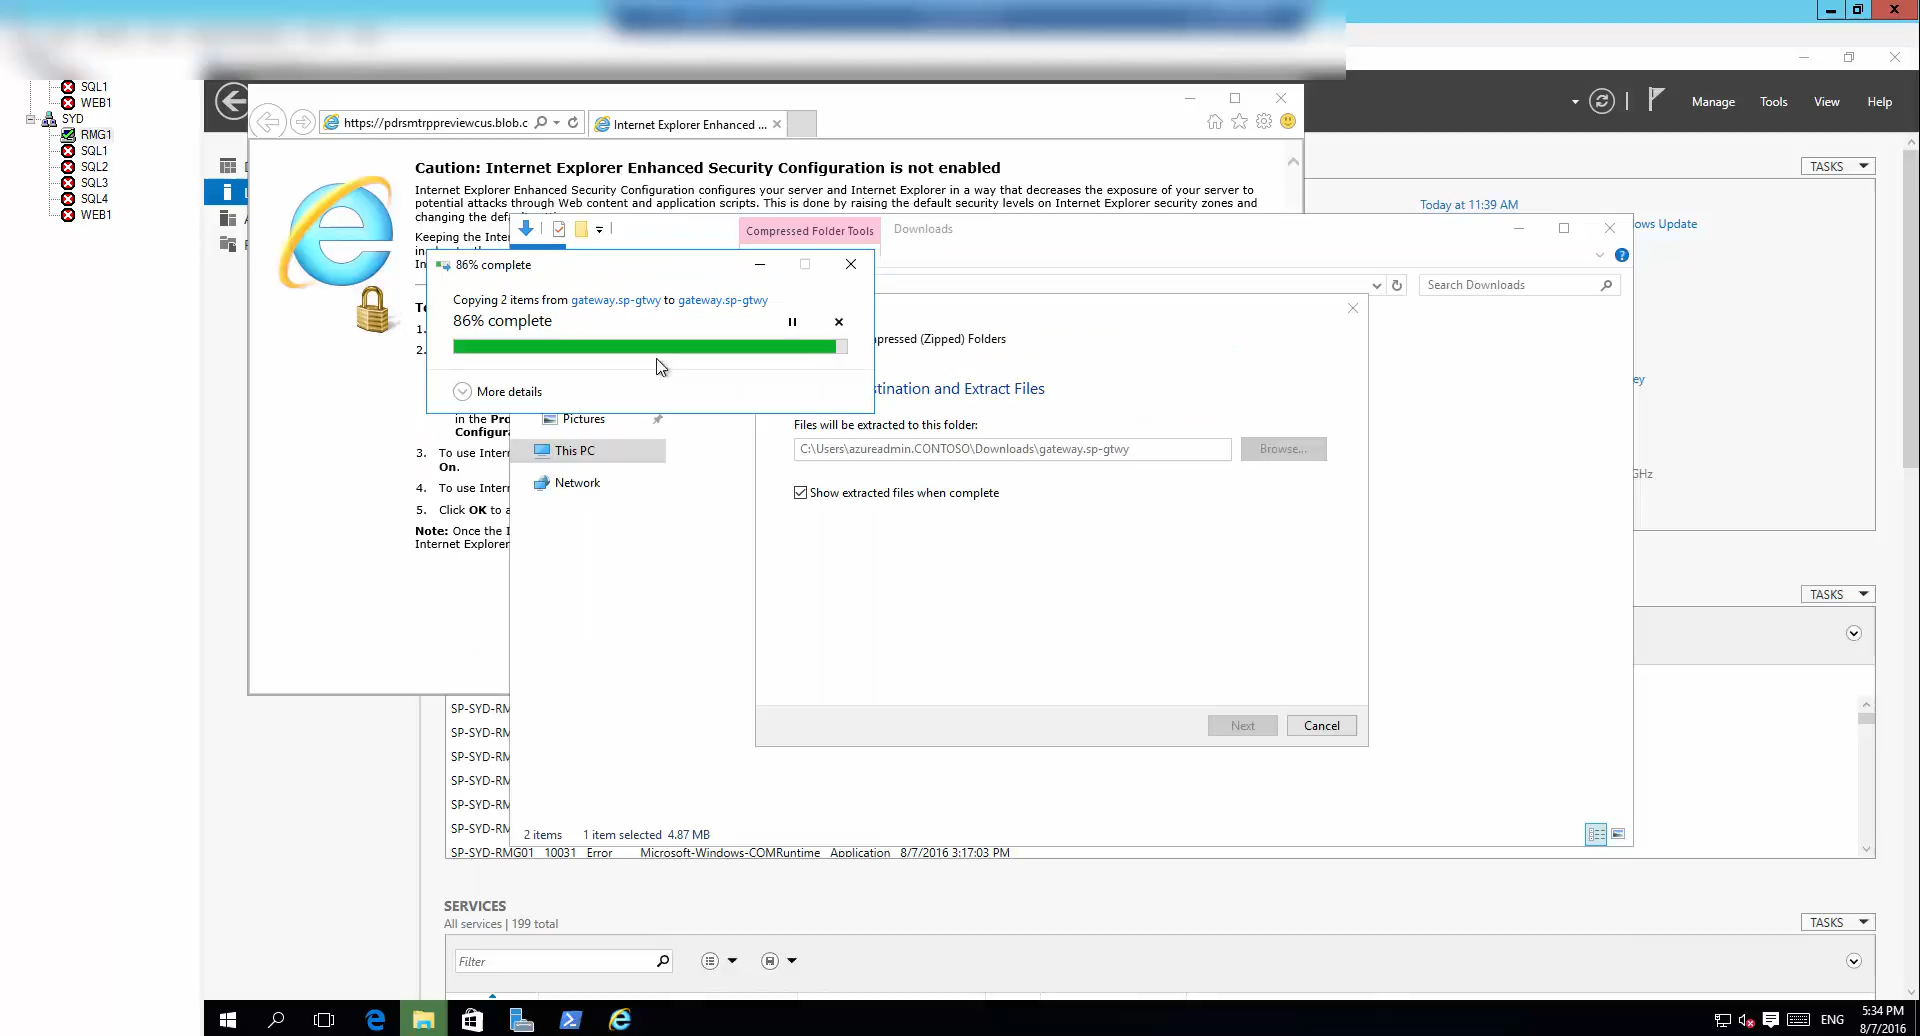 SQL1
WEB1
SYD
RMG1
SQL1
SQL2
SQL3
SQL4
WEB1
https://pdrsmtrppreviewcus.blob.c
Internet Explorer Enhanced ...
Manage
Tools
View
Help
Caution: Internet Explorer Enhanced Security Configuration is not enabled
Internet Explorer Enhanced Security Configuration configures your server and Internet Explorer in a way that decreases the exposure of your server to
potential attacks through Web content and application scripts. This is done by raising the default security levels on Internet Explorer security zones and
changing the def
Keeping the Inte
In
1.
2.
in the Pro
Configura
3. To use Intern
On.
4. To use Intern
5. Click OK to a
Note: Once the I
Internet Explorer
Compressed Folder Tools
Downloads
Search Downloads
86% complete
Copying 2 items from gateway.sp-gtwy to gateway.sp-gtwy
86% complete
More details
Pictures
This PC
Network
pressed (Zipped) Folders
stination and Extract Files
Files will be extracted to this folder:
C:\Users\azureadmin.CONTOSO\Downloads\gateway.sp-gtwy
Browse...
Show extracted files when complete
Next
Cancel
2 items 1 item selected 4.87 MB
TASKS
Today at 11:39 AM
ows Update
ey
GHz
TASKS
SP-SYD-RM
SP-SYD-RM
SP-SYD-RM
SP-SYD-RM
SP-SYD-RM
SP-SYD-RM
SP-SYD-RMG01 10031 Error Microsoft-Windows-COMRuntime Application 8/7/2016 3:17:03 PM
SERVICES
All services | 199 total
TASKS
Filter
ENG
5:34 PM
8/7/2016